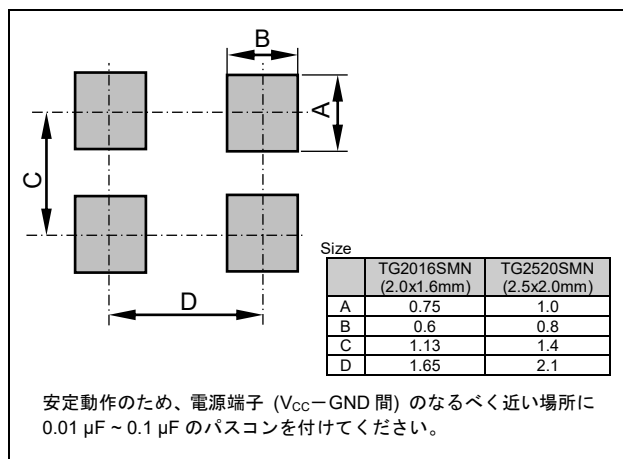 B
A
C
D
Size
TG2016SMN (2.0x1.6mm) TG2520SMN (2.5x2.0mm)
A 0.75 1.0
B 0.6 0.8
C 1.13 1.4
D 1.65 2.1
安定動作のため、電源端子 (VCC－GND 間) のなるべく近い場所に
0.01 µF ~ 0.1 µF のパスコンを付けてください。